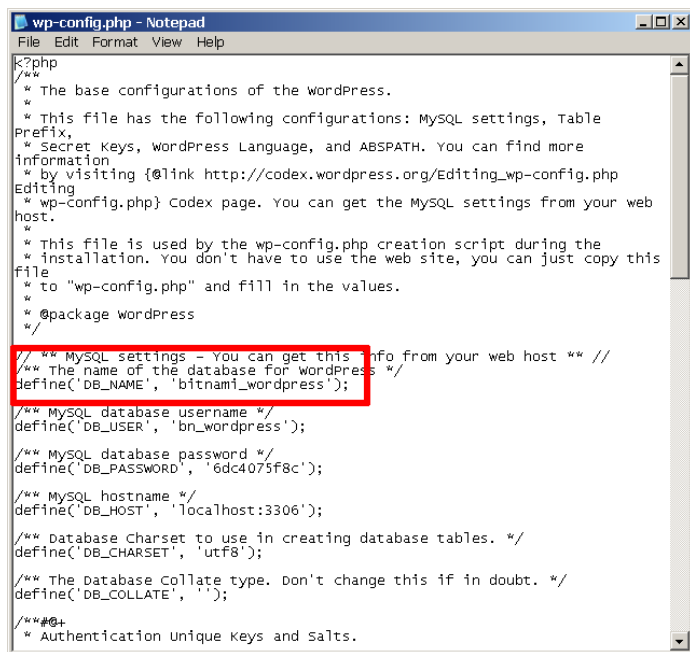 wp-config.php - Notepad
File Edit Format View Help
<?php
/**
 * The base configurations of the WordPress.
 *
 * This file has the following configurations: MySQL settings, Table
Prefix,
 * Secret Keys, WordPress Language, and ABSPATH. You can find more
information
 * by visiting {@link http://codex.wordpress.org/Editing_wp-config.php
Editing
 * wp-config.php} Codex page. You can get the MySQL settings from your web
host.
 *
 * This file is used by the wp-config.php creation script during the
 * installation. You don't have to use the web site, you can just copy this
file
 * to "wp-config.php" and fill in the values.
 *
 * @package WordPress
 */
// ** MySQL settings - You can get this info from your web host ** //
/** The name of the database for WordPress */
define('DB_NAME', 'bitnami_wordpress');
/** MySQL database username */
define('DB_USER', 'bn_wordpress');
/** MySQL database password */
define('DB_PASSWORD', '6dc4075f8c');
/** MySQL hostname */
define('DB_HOST', 'localhost:3306');
/** Database Charset to use in creating database tables. */
define('DB_CHARSET', 'utf8');
/** The Database Collate type. Don't change this if in doubt. */
define('DB_COLLATE', '');
/**#@+
 * Authentication Unique Keys and Salts.